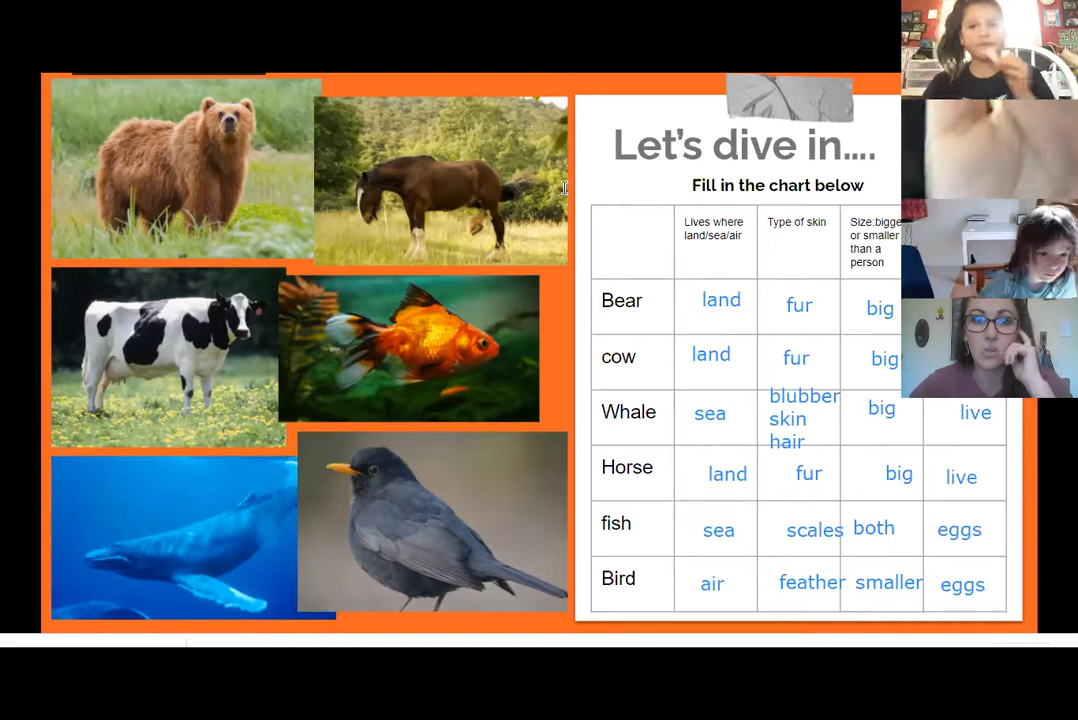 Let's dive in....
Fill in the chart below
Lives where Type of skin Size:bigge
land/sea/air or smaller
than a
person
Bear land fur big
cow land fur big
Whale sea blubber skin hair big live
Horse land fur big live
fish sea scales both eggs
Bird air feather smaller eggs